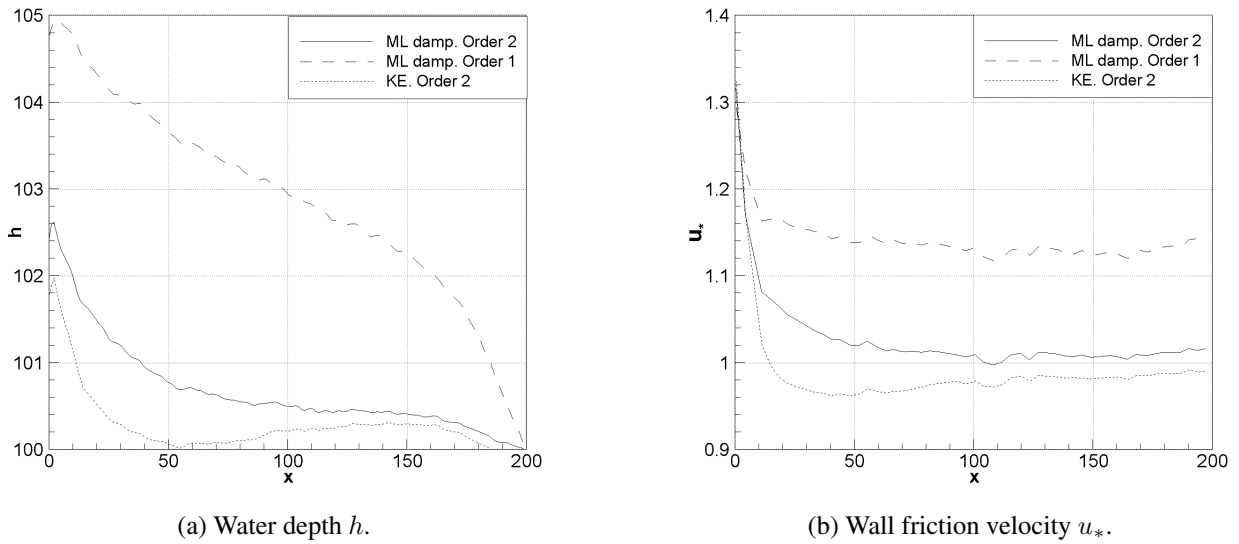 105
104
103
102
101
100
h
0
50
100
150
200
x
ML damp. Order 2
ML damp. Order 1
KE. Order 2
(a) Water depth h.
1.4
1.3
1.2
1.1
1
0.9
u*
0
50
100
150
200
x
ML damp. Order 2
ML damp. Order 1
KE. Order 2
(b) Wall friction velocity u*.